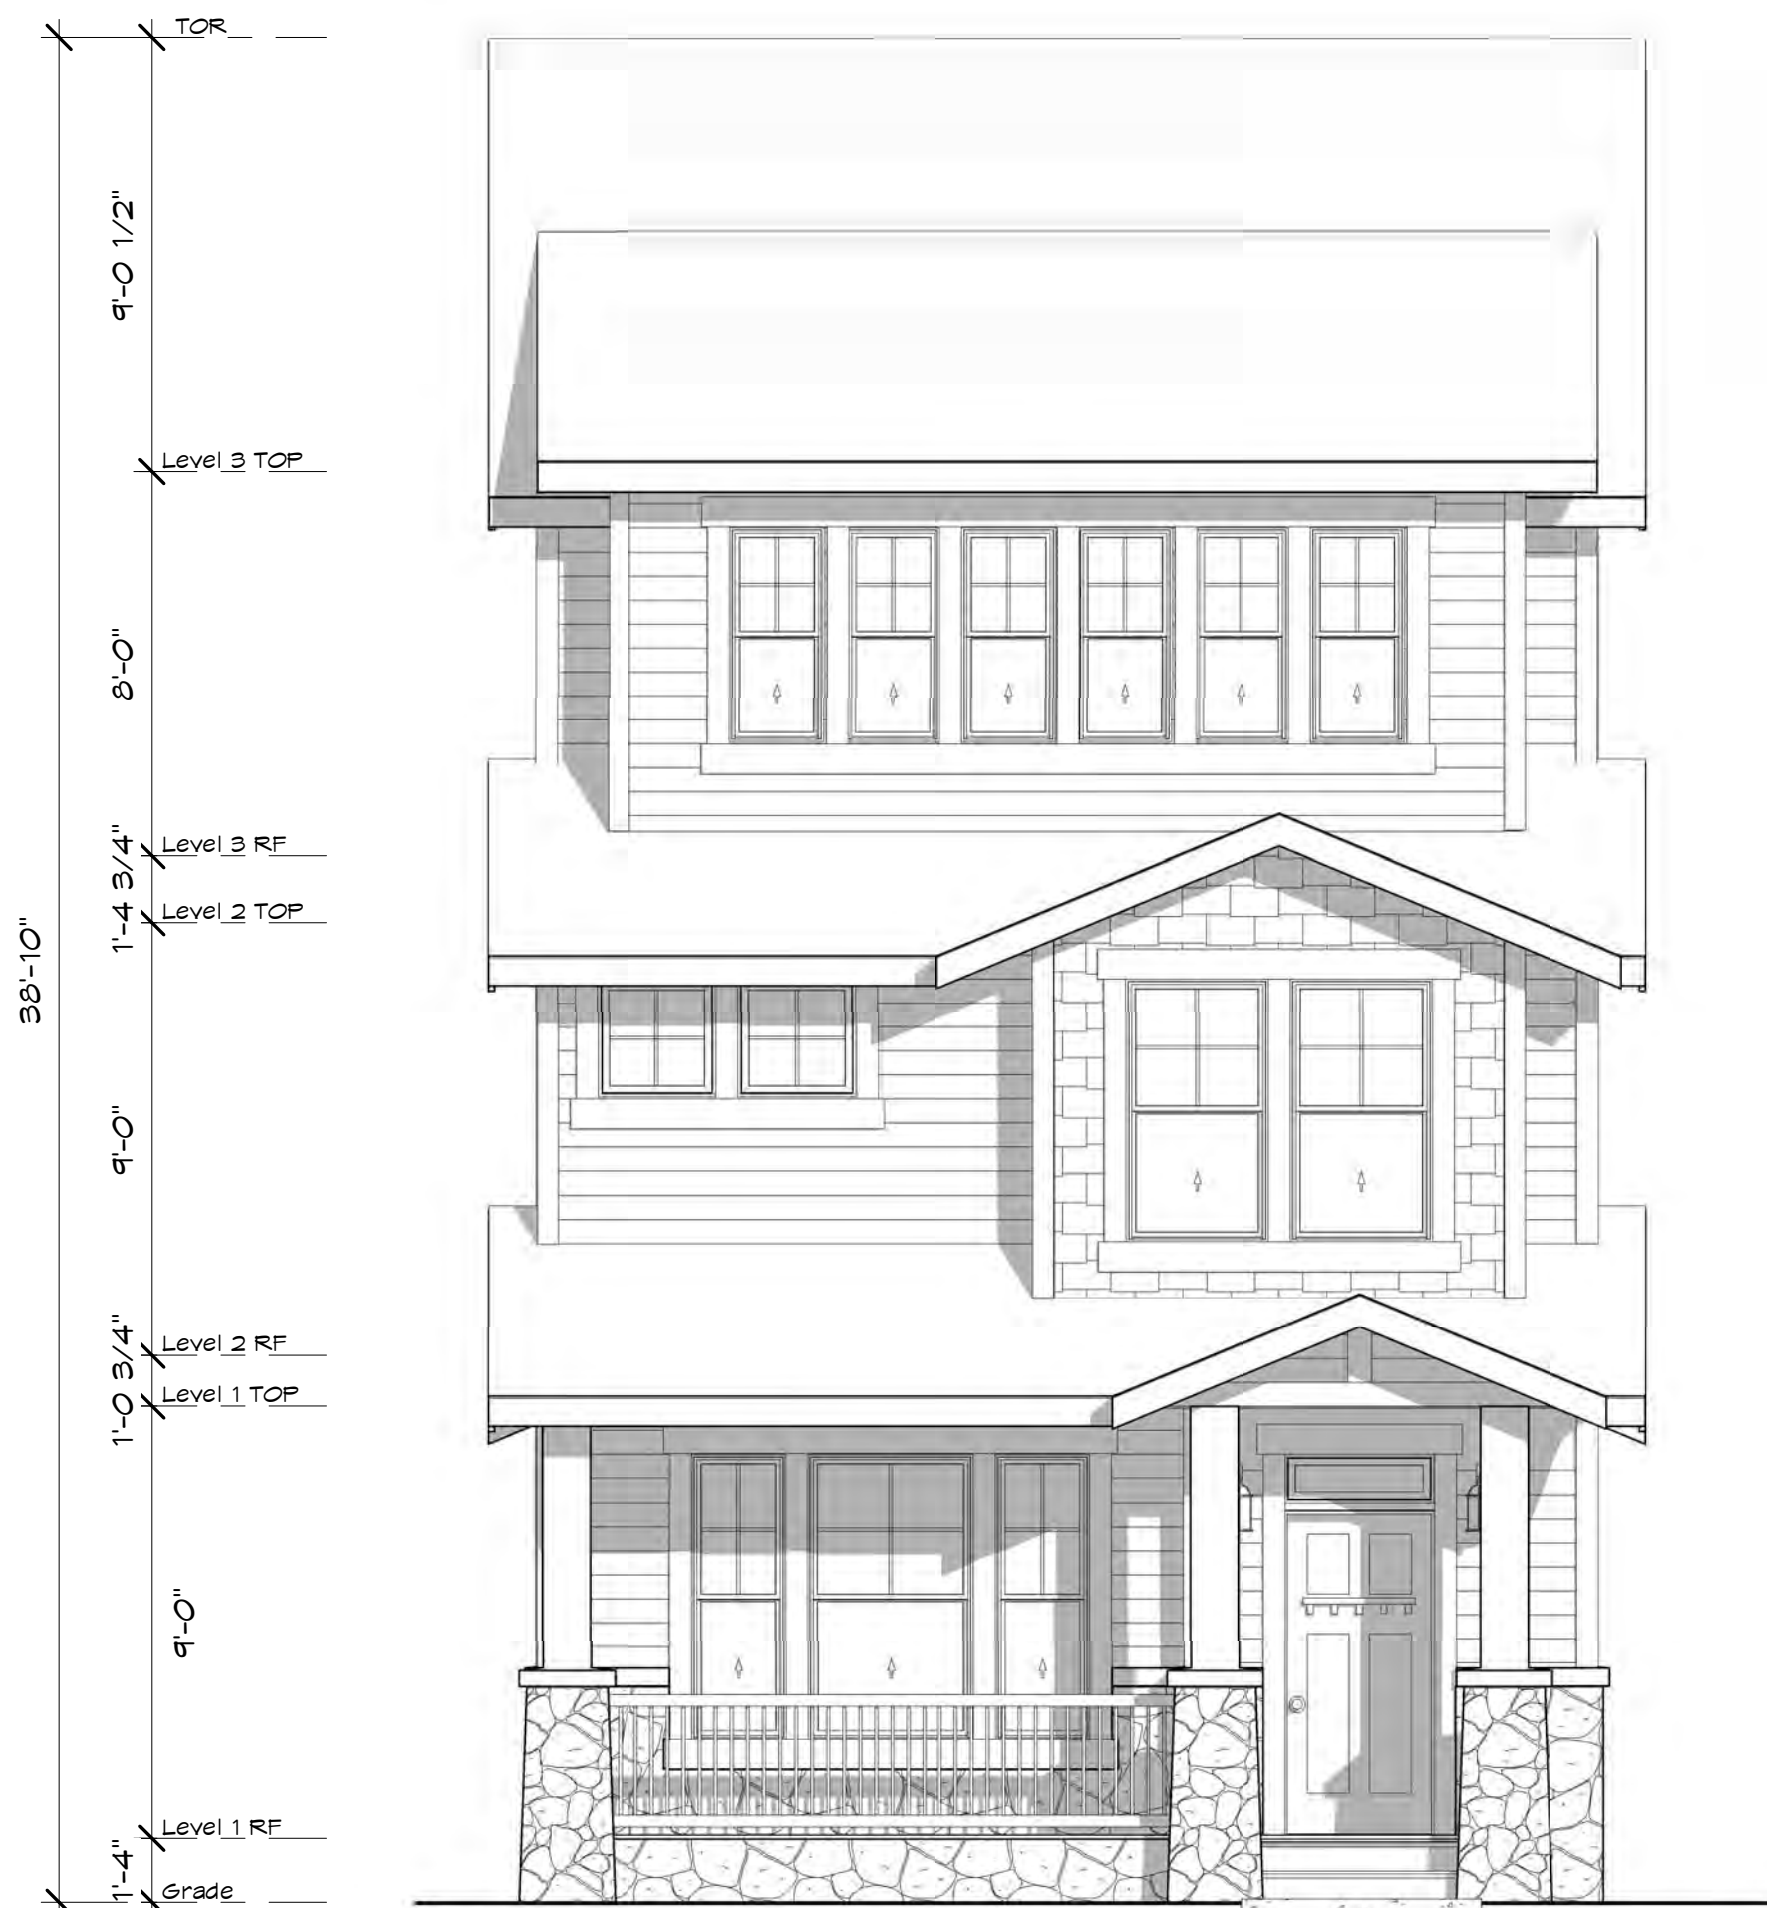 TOR
9'-0 1/2"
Level 3 TOP
8'-0"
Level 3 RF
1'-4 3/4"
Level 2 TOP
38'-10"
9'-0"
Level 2 RF
1'-0 3/4"
Level 1 TOP
9'-0"
Level 1 RF
1'-4"
Grade